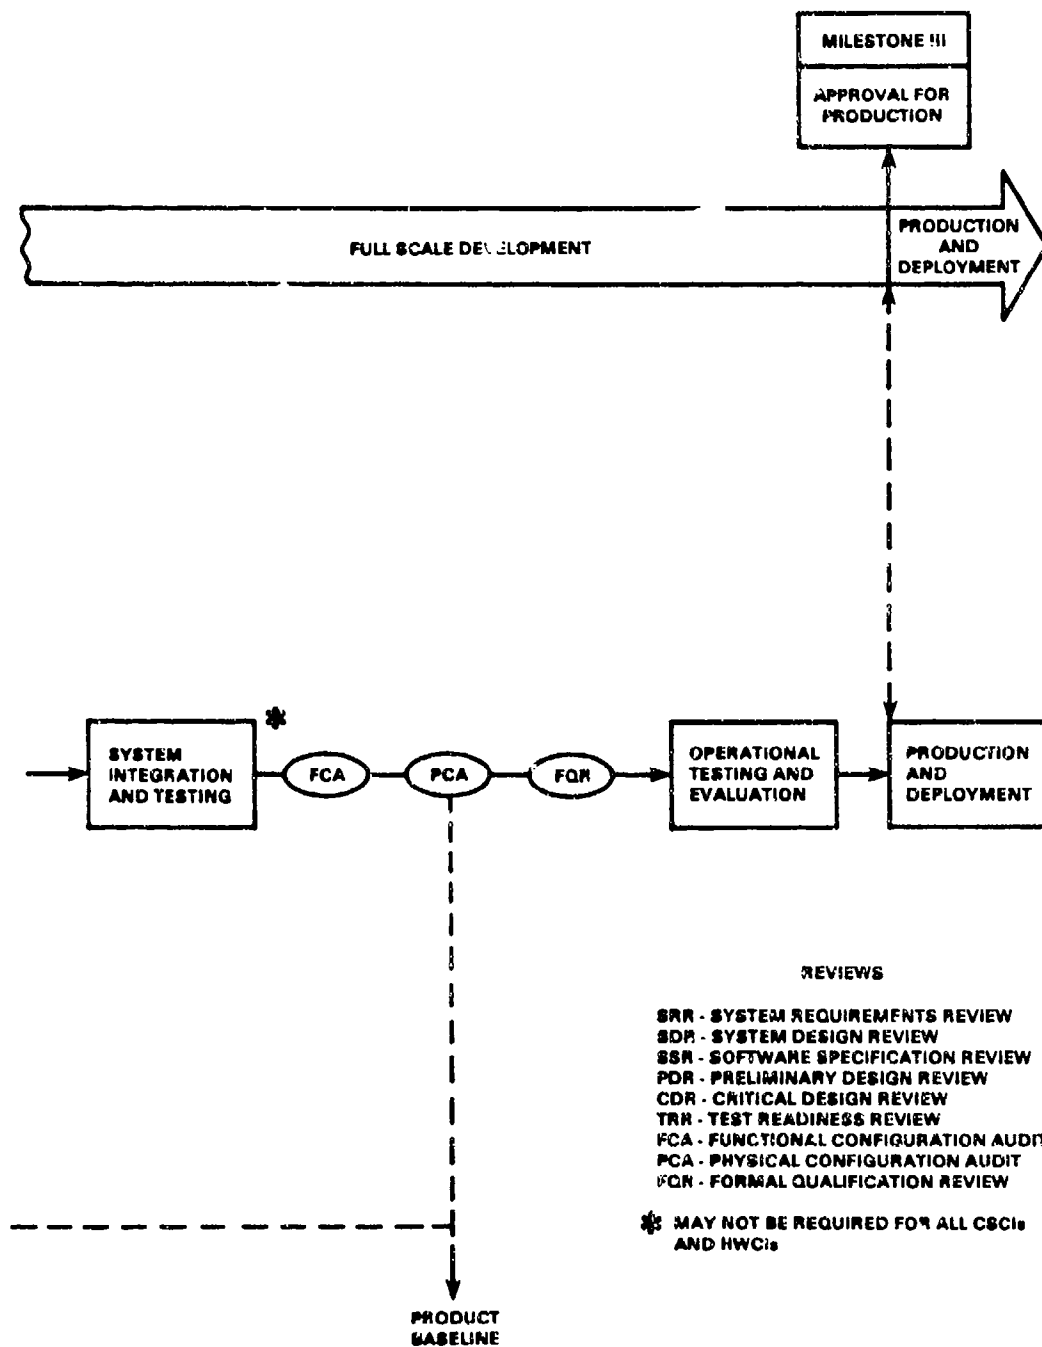 MILESTONE III
APPROVAL FOR
PRODUCTION
FULL SCALE DEVELOPMENT
PRODUCTION
AND
DEPLOYMENT
*
SYSTEM
INTEGRATION
AND TESTING
FCA
PCA
FQR
OPERATIONAL
TESTING AND
EVALUATION
PRODUCTION
AND
DEPLOYMENT
REVIEWS
SRR - SYSTEM REQUIREMENTS REVIEW
SDR - SYSTEM DESIGN REVIEW
SSR - SOFTWARE SPECIFICATION REVIEW
PDR - PRELIMINARY DESIGN REVIEW
CDR - CRITICAL DESIGN REVIEW
TRR - TEST READINESS REVIEW
FCA - FUNCTIONAL CONFIGURATION AUDIT
PCA - PHYSICAL CONFIGURATION AUDIT
FQR - FORMAL QUALIFICATION REVIEW
* MAY NOT BE REQUIRED FOR ALL CSCIs
AND HWCIs
PRODUCT
BASELINE